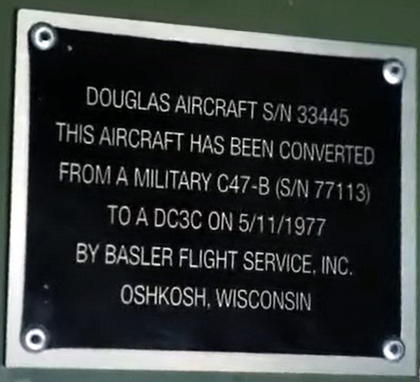 DOUGLAS AIRCRAFT S/N 33445
THIS AIRCRAFT HAS BEEN CONVERTED
FROM A MILITARY C47-B (S/N 77113)
TO A DC3C ON 5/11/1977
BY BASLER FLIGHT SERVICE, INC.
OSHKOSH, WISCONSIN